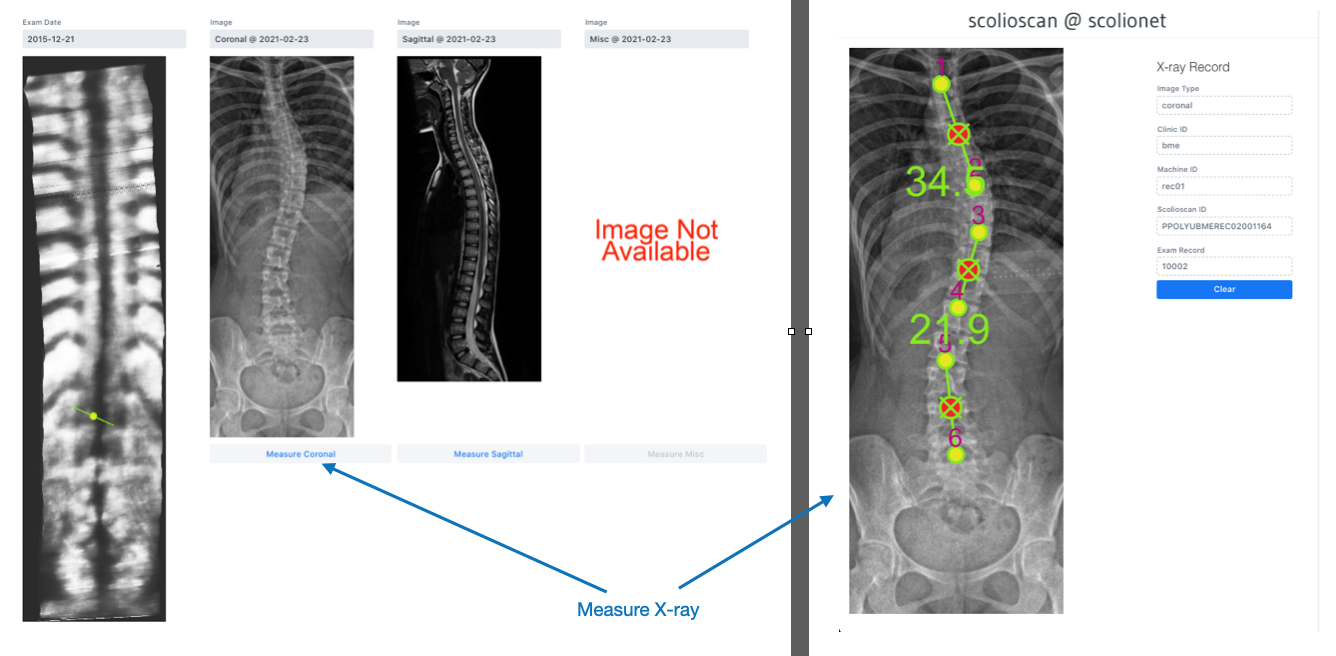 Exam Date
2015-12-21
Image
Coronal @ 2021-02-23
Image
Sagittal @ 2021-02-23
Image
Misc @ 2021-02-23
Image Not
Available
Measure Coronal
Measure Sagittal
Measure Misc
Measure X-ray
scolioscan @ scolionet
1
2
34.5
3
4
21.9
5
6
X-ray Record
Image Type
coronal
Clinic ID
bme
Machine ID
rec01
Scolioscan ID
PPOLYUBMEREC02001164
Exam Record
10002
Clear